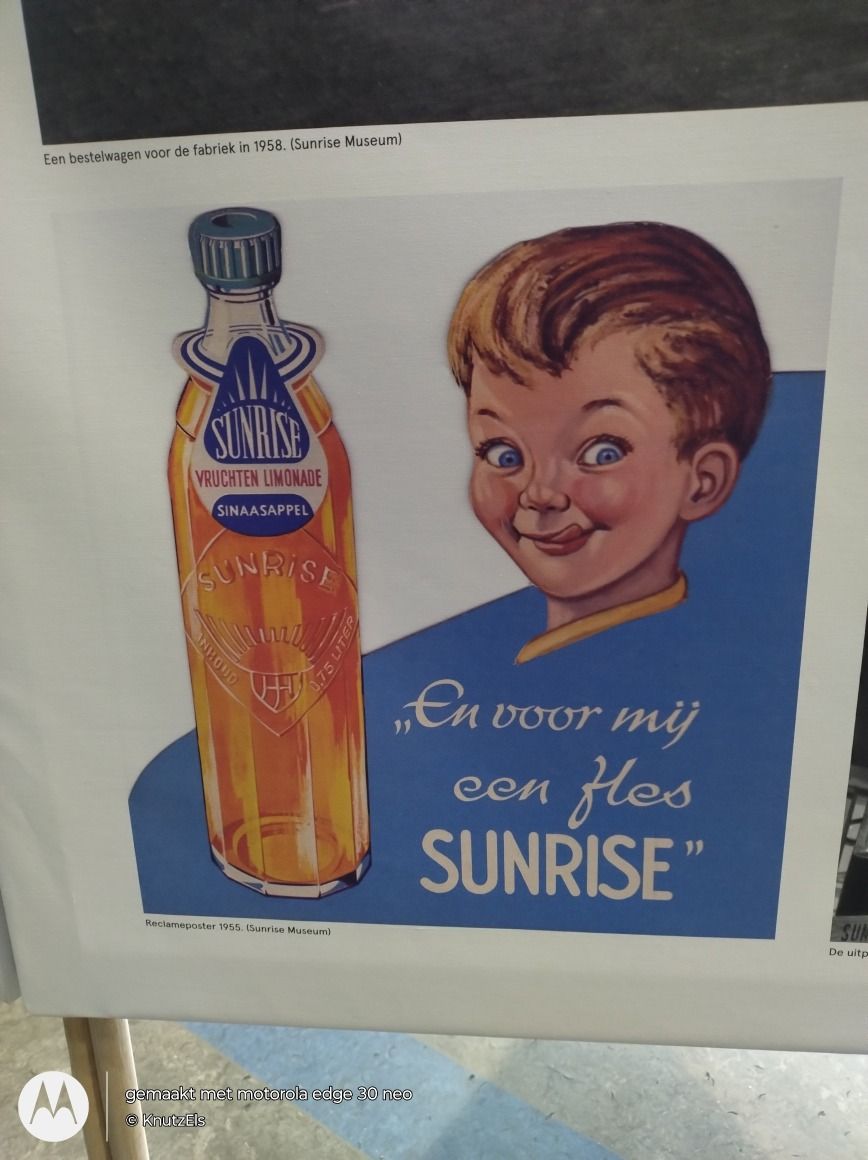 Een bestelwagen voor de fabriek in 1958. (Sunrise Museum)
SUNRISE
VRUCHTEN LIMONADE
SINAASAPPEL
SUNRISE
INHOUD 0.75 LITER
„En voor mij
een fles
SUNRISE”
Reclameposter 1955. (Sunrise Museum)
De
gemaakt met motorola edge 30 neo
© KnutzEls